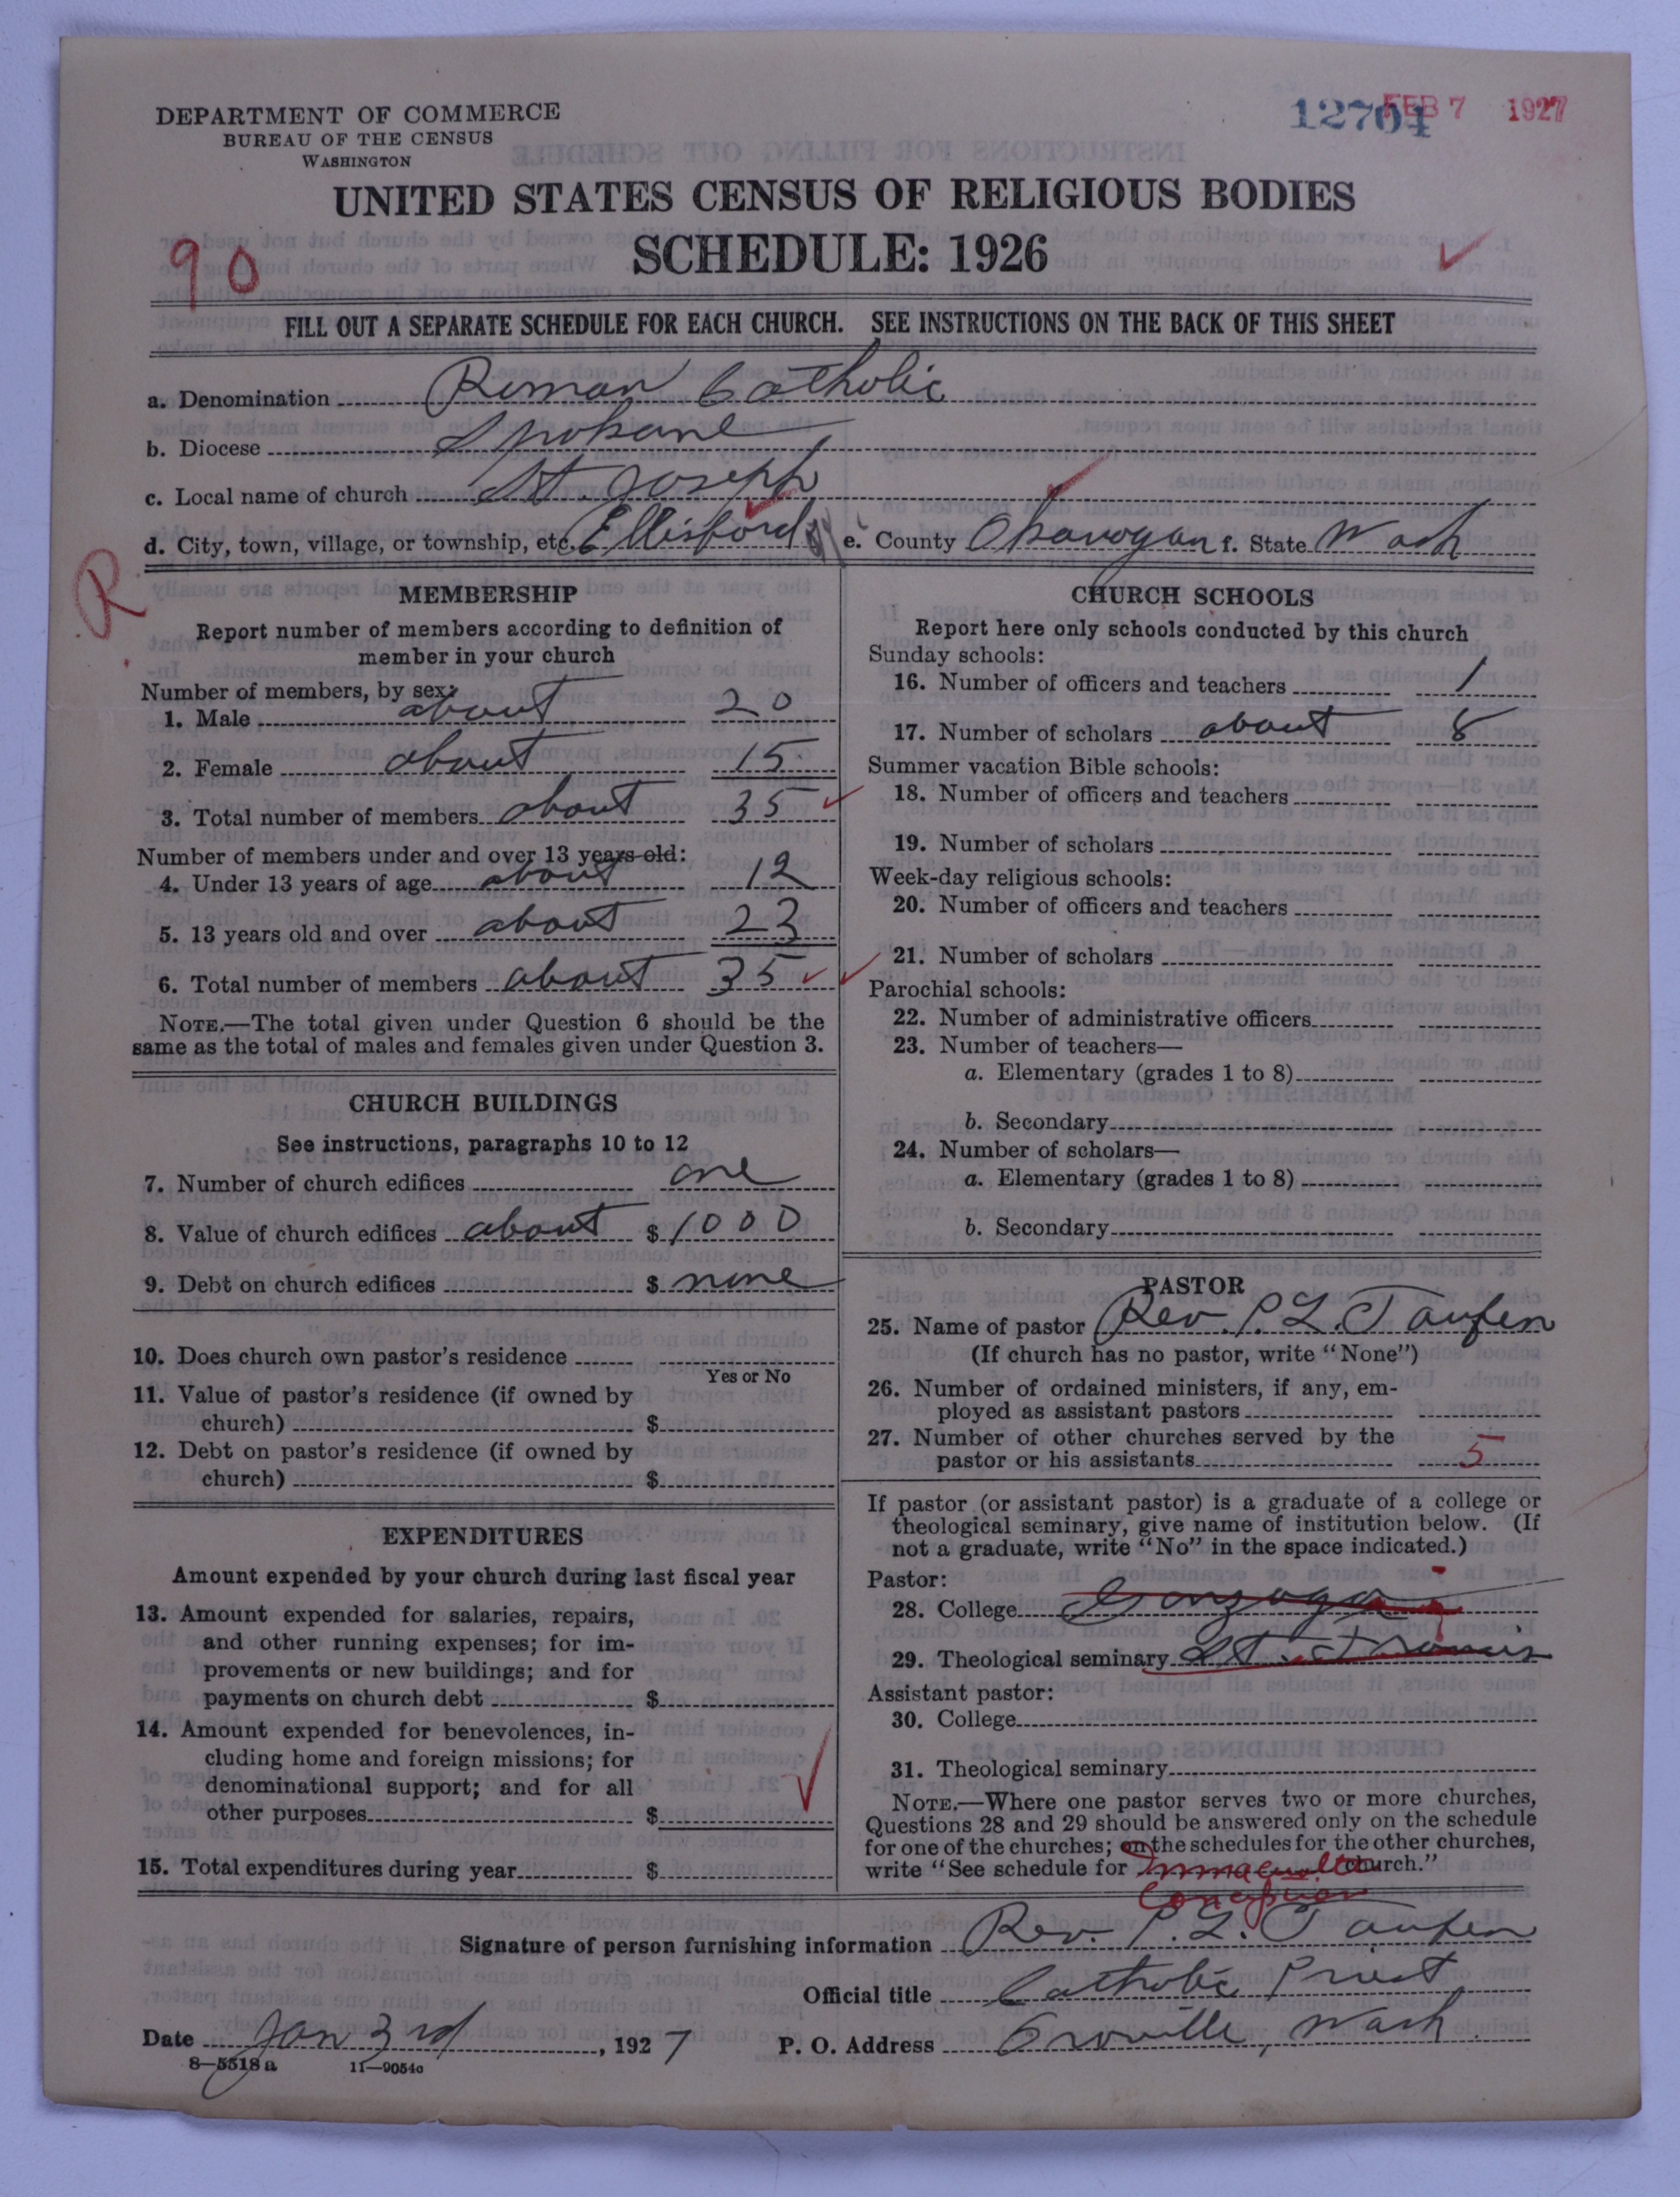 DEPARTMENT OF COMMERCE
BUREAU OF THE CENSUS
WASHINGTON
12704
FEB 7 1927
UNITED STATES CENSUS OF RELIGIOUS BODIES
SCHEDULE: 1926
90
FILL OUT A SEPARATE SCHEDULE FOR EACH CHURCH. SEE INSTRUCTIONS ON THE BACK OF THIS SHEET
a. Denomination Roman Catholic
b. Diocese Spokane
c. Local name of church St. Joseph
d. City, town, village, or township, etc. Ellisford e. County Okanogan f. State Wash
R
MEMBERSHIP
Report number of members according to definition of
member in your church
Number of members, by sex:
1. Male about 20
2. Female about 15
3. Total number of members about 35
Number of members under and over 13 years old:
4. Under 13 years of age about 12
5. 13 years old and over about 23
6. Total number of members about 35
NOTE.—The total given under Question 6 should be the
same as the total of males and females given under Question 3.
CHURCH BUILDINGS
See instructions, paragraphs 10 to 12
7. Number of church edifices one
8. Value of church edifices about $ 1000
9. Debt on church edifices $ none
10. Does church own pastor's residence
Yes or No
11. Value of pastor's residence (if owned by
church) $
12. Debt on pastor's residence (if owned by
church) $
EXPENDITURES
Amount expended by your church during last fiscal year
13. Amount expended for salaries, repairs,
and other running expenses; for im-
provements or new buildings; and for
payments on church debt $
14. Amount expended for benevolences, in-
cluding home and foreign missions; for
denominational support; and for all
other purposes $
15. Total expenditures during year $
CHURCH SCHOOLS
Report here only schools conducted by this church
Sunday schools:
16. Number of officers and teachers 1
17. Number of scholars about 8
Summer vacation Bible schools:
18. Number of officers and teachers
19. Number of scholars
Week-day religious schools:
20. Number of officers and teachers
21. Number of scholars
Parochial schools:
22. Number of administrative officers
23. Number of teachers—
a. Elementary (grades 1 to 8)
b. Secondary
24. Number of scholars—
a. Elementary (grades 1 to 8)
b. Secondary
PASTOR
25. Name of pastor Rev. P. L. Taufen
(If church has no pastor, write "None")
26. Number of ordained ministers, if any, em-
ployed as assistant pastors
27. Number of other churches served by the
pastor or his assistants 5
If pastor (or assistant pastor) is a graduate of a college or
theological seminary, give name of institution below. (If
not a graduate, write "No" in the space indicated.)
Pastor:
28. College Gonzaga
29. Theological seminary St. Francis
Assistant pastor:
30. College
31. Theological seminary
NOTE.—Where one pastor serves two or more churches,
Questions 28 and 29 should be answered only on the schedule
for one of the churches; on the schedules for the other churches,
write "See schedule for Immaculate church."
Conception
Signature of person furnishing information Rev. P. L. Taufen
Official title Catholic Priest
Date Jan 3rd, 1927 P. O. Address Oroville, Wash.
8—5518 a 11—9054c